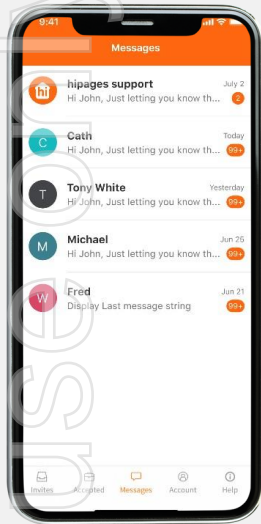 9:41
Messages
hipages support July 2
Hi John, Just letting you know th... 2
C Cath Today
Hi John, Just letting you know th... 99+
T Tony White Yesterday
Hi John, Just letting you know th... 99+
M Michael Jun 25
Hi John, Just letting you know th... 99+
W Fred Jun 21
Display Last message string 99+
Invites Accepted Messages Account Help
use only